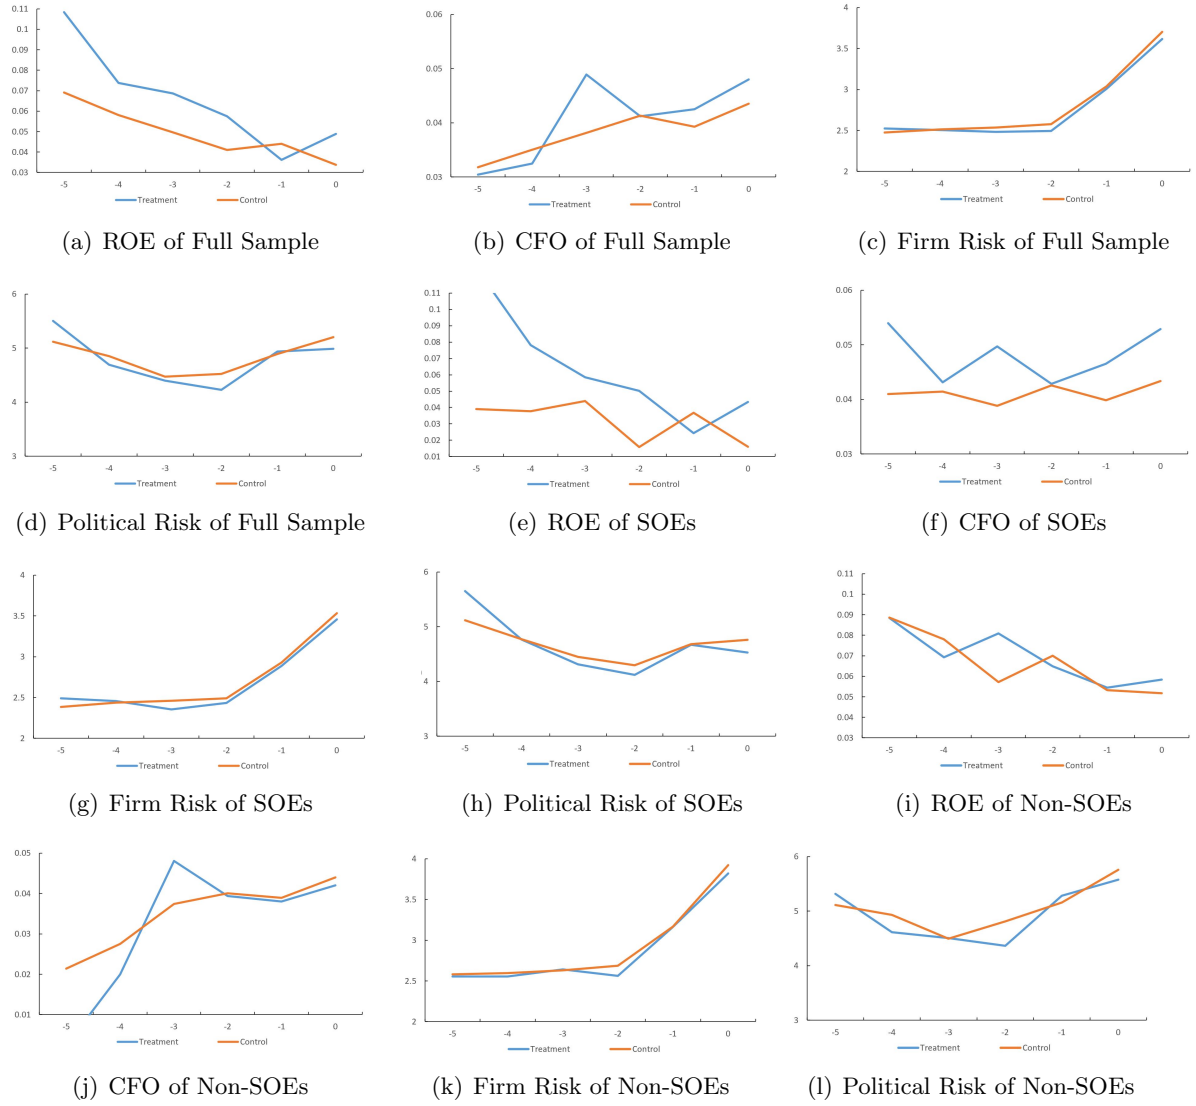 0.11
0.1
0.09
0.08
0.07
0.06
0.05
0.04
0.03
-5 -4 -3 -2 -1 0
Treatment Control
(a) ROE of Full Sample
0.06
0.05
0.04
0.03
-5 -4 -3 -2 -1 0
Treatment Control
(b) CFO of Full Sample
4
3.5
3
2.5
2
-5 -4 -3 -2 -1 0
Treatment Control
(c) Firm Risk of Full Sample
6
5
4
3
-5 -4 -3 -2 -1 0
Treatment Control
(d) Political Risk of Full Sample
0.11
0.1
0.09
0.08
0.07
0.06
0.05
0.04
0.03
0.02
0.01
-5 -4 -3 -2 -1 0
Treatment Control
(e) ROE of SOEs
0.06
0.05
0.04
0.03
-5 -4 -3 -2 -1 0
Treatment Control
(f) CFO of SOEs
4
3.5
3
2.5
2
-5 -4 -3 -2 -1 0
Treatment Control
(g) Firm Risk of SOEs
6
5
4
3
-5 -4 -3 -2 -1 0
Treatment Control
(h) Political Risk of SOEs
0.11
0.1
0.09
0.08
0.07
0.06
0.05
0.04
0.03
-5 -4 -3 -2 -1 0
Treatment Control
(i) ROE of Non-SOEs
0.05
0.04
0.03
0.02
0.01
-5 -4 -3 -2 -1 0
Treatment Control
(j) CFO of Non-SOEs
4
3.5
3
2.5
2
-5 -4 -3 -2 -1 0
Treatment Control
(k) Firm Risk of Non-SOEs
6
5
4
3
-5 -4 -3 -2 -1 0
Treatment Control
(l) Political Risk of Non-SOEs